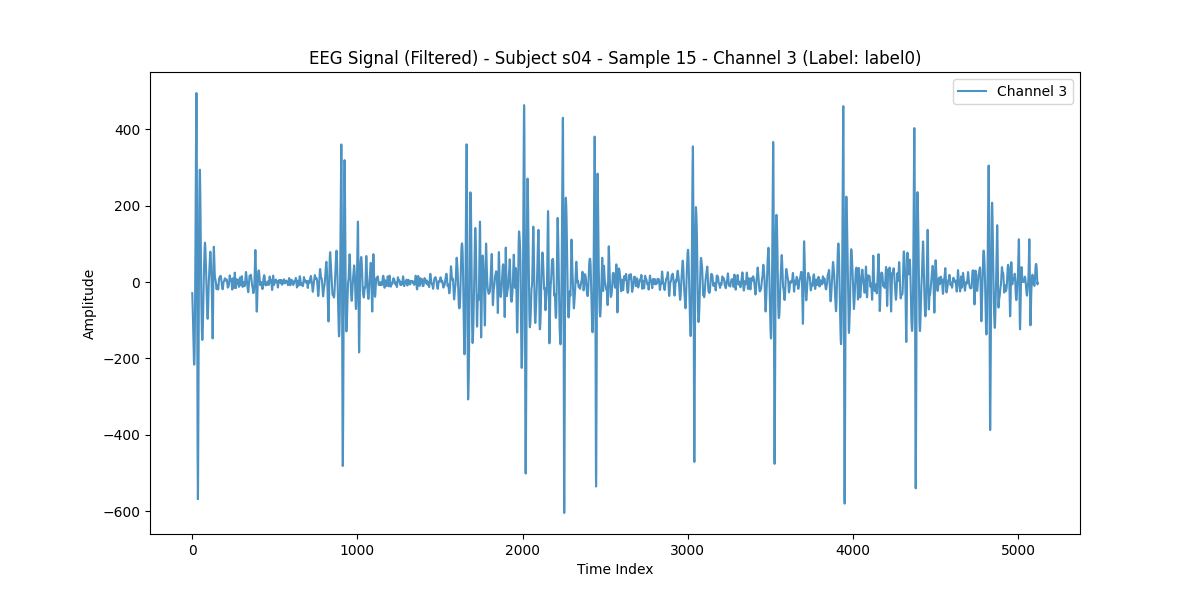 EEG Signal (Filtered) - Subject s04 - Sample 15 - Channel 3 (Label: label0)
Channel 3
400
200
0
−200
−400
−600
Amplitude
0 1000 2000 3000 4000 5000
Time Index